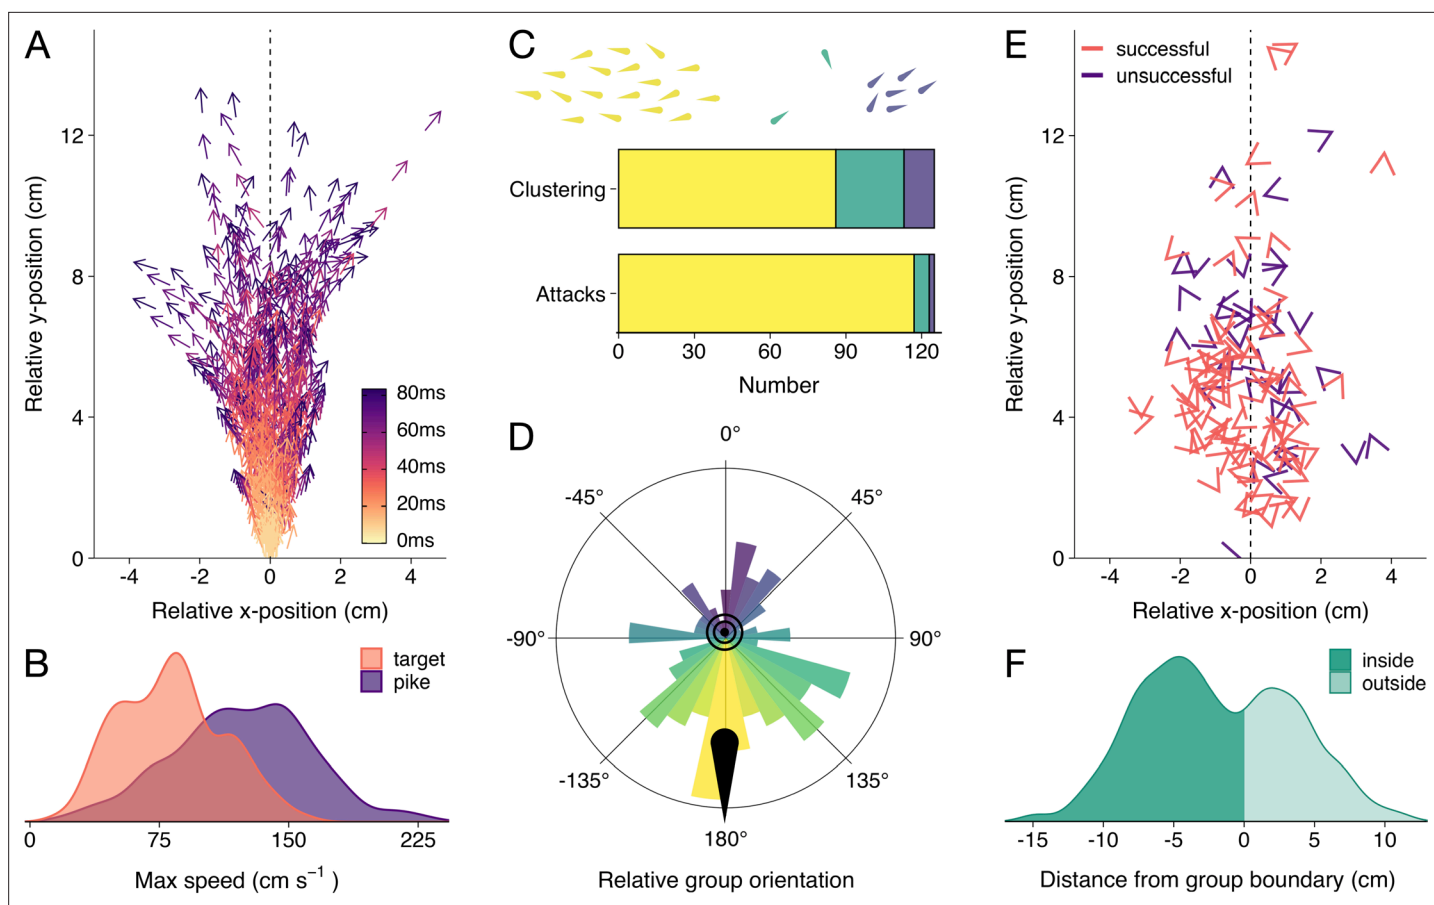 A
12
8
4
0
Relative y-position (cm)
80ms
60ms
40ms
20ms
0ms
-4
-2
0
2
4
Relative x-position (cm)
B
target
pike
0
75
150
225
Max speed (cm s⁻¹ )
C
Clustering
Attacks
0
30
60
90
120
Number
D
0°
-45°
45°
-90°
90°
-135°
135°
180°
Relative group orientation
E
successful
unsuccessful
12
8
4
0
Relative y-position (cm)
-4
-2
0
2
4
Relative x-position (cm)
F
inside
outside
-15
-10
-5
0
5
10
Distance from group boundary (cm)